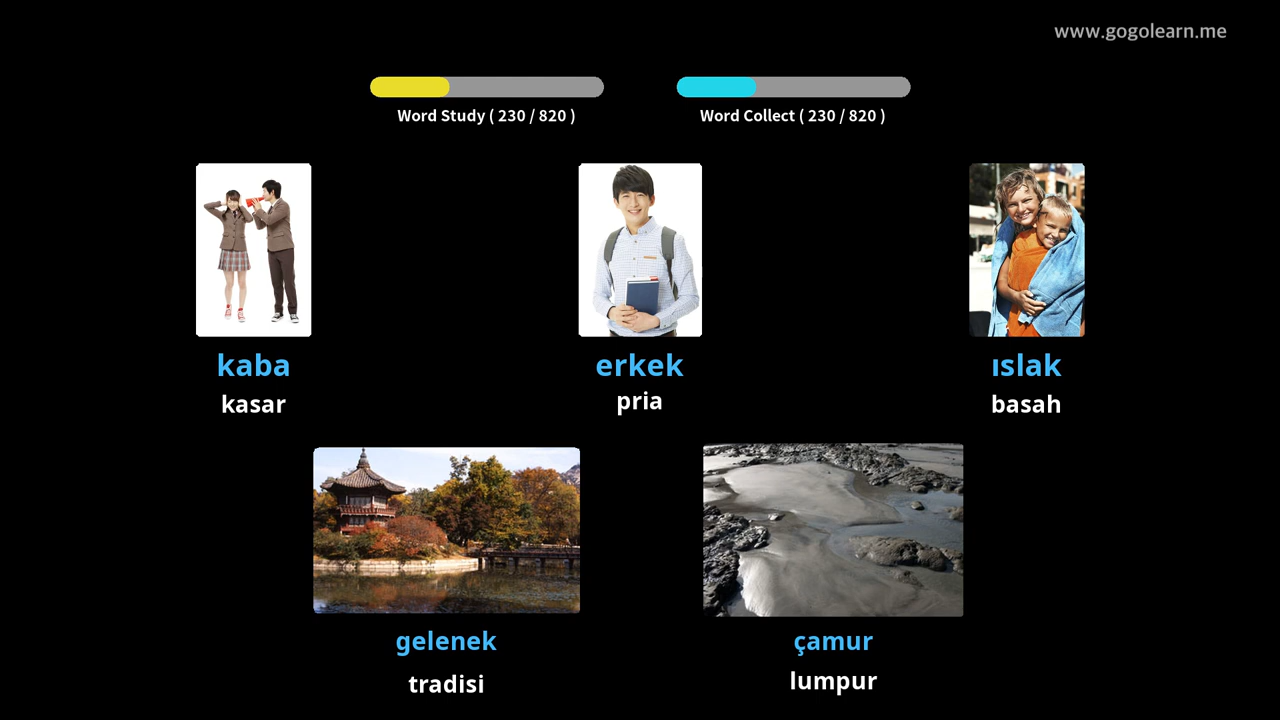 www.gogolearn.me
Word Study ( 230 / 820 )
Word Collect ( 230 / 820 )
kaba
kasar
erkek
pria
ıslak
basah
gelenek
tradisi
çamur
lumpur